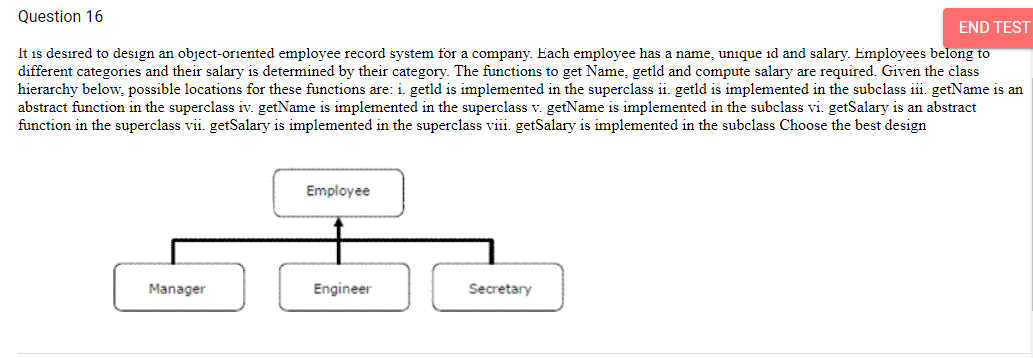 Question 16
END TEST
It is desired to design an object-oriented employee record system for a company. Each employee has a name, unique id and salary. Employees belong to
different categories and their salary is determined by their category. The functions to get Name, getld and compute salary are required. Given the class
hierarchy below, possible locations for these functions are: i. getld is implemented in the superclass ii. getld is implemented in the subclass iii. getName is an
abstract function in the superclass iv. getName is implemented in the superclass v. getName is implemented in the subclass vi. getSalary is an abstract
function in the superclass vii. getSalary is implemented in the superclass viii. getSalary is implemented in the subclass Choose the best design
Employee
Manager
Engineer
Secretary